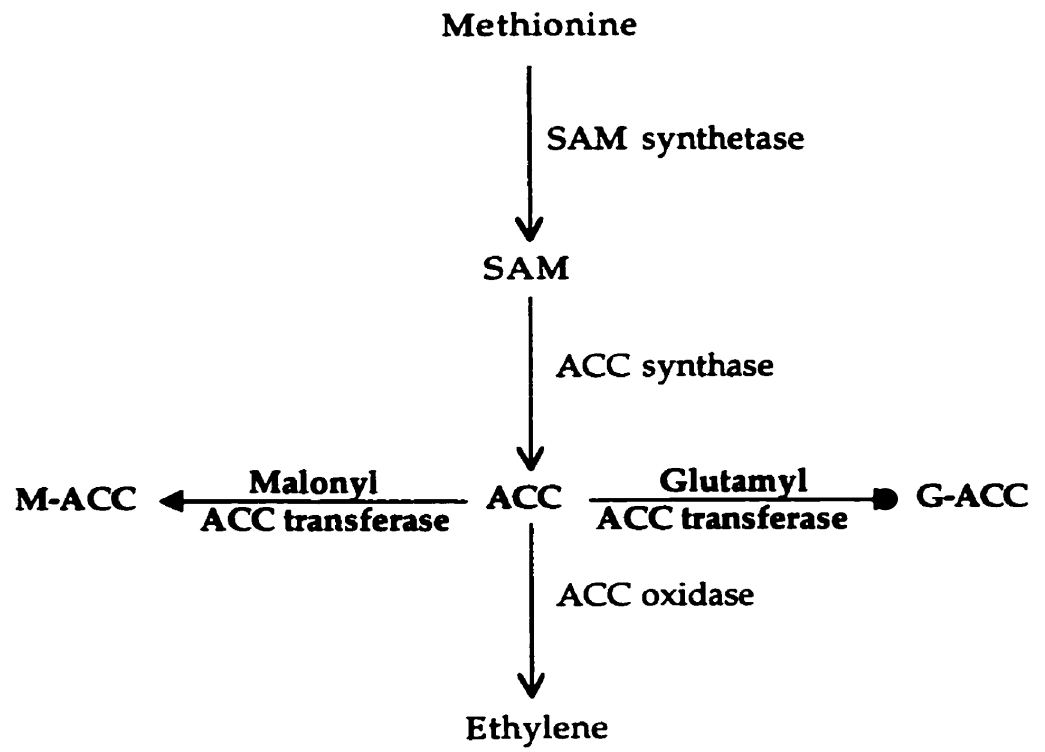 Methionine
SAM synthetase
SAM
ACC synthase
M-ACC
Malonyl
ACC transferase
ACC
Glutamyl
ACC transferase
G-ACC
ACC oxidase
Ethylene